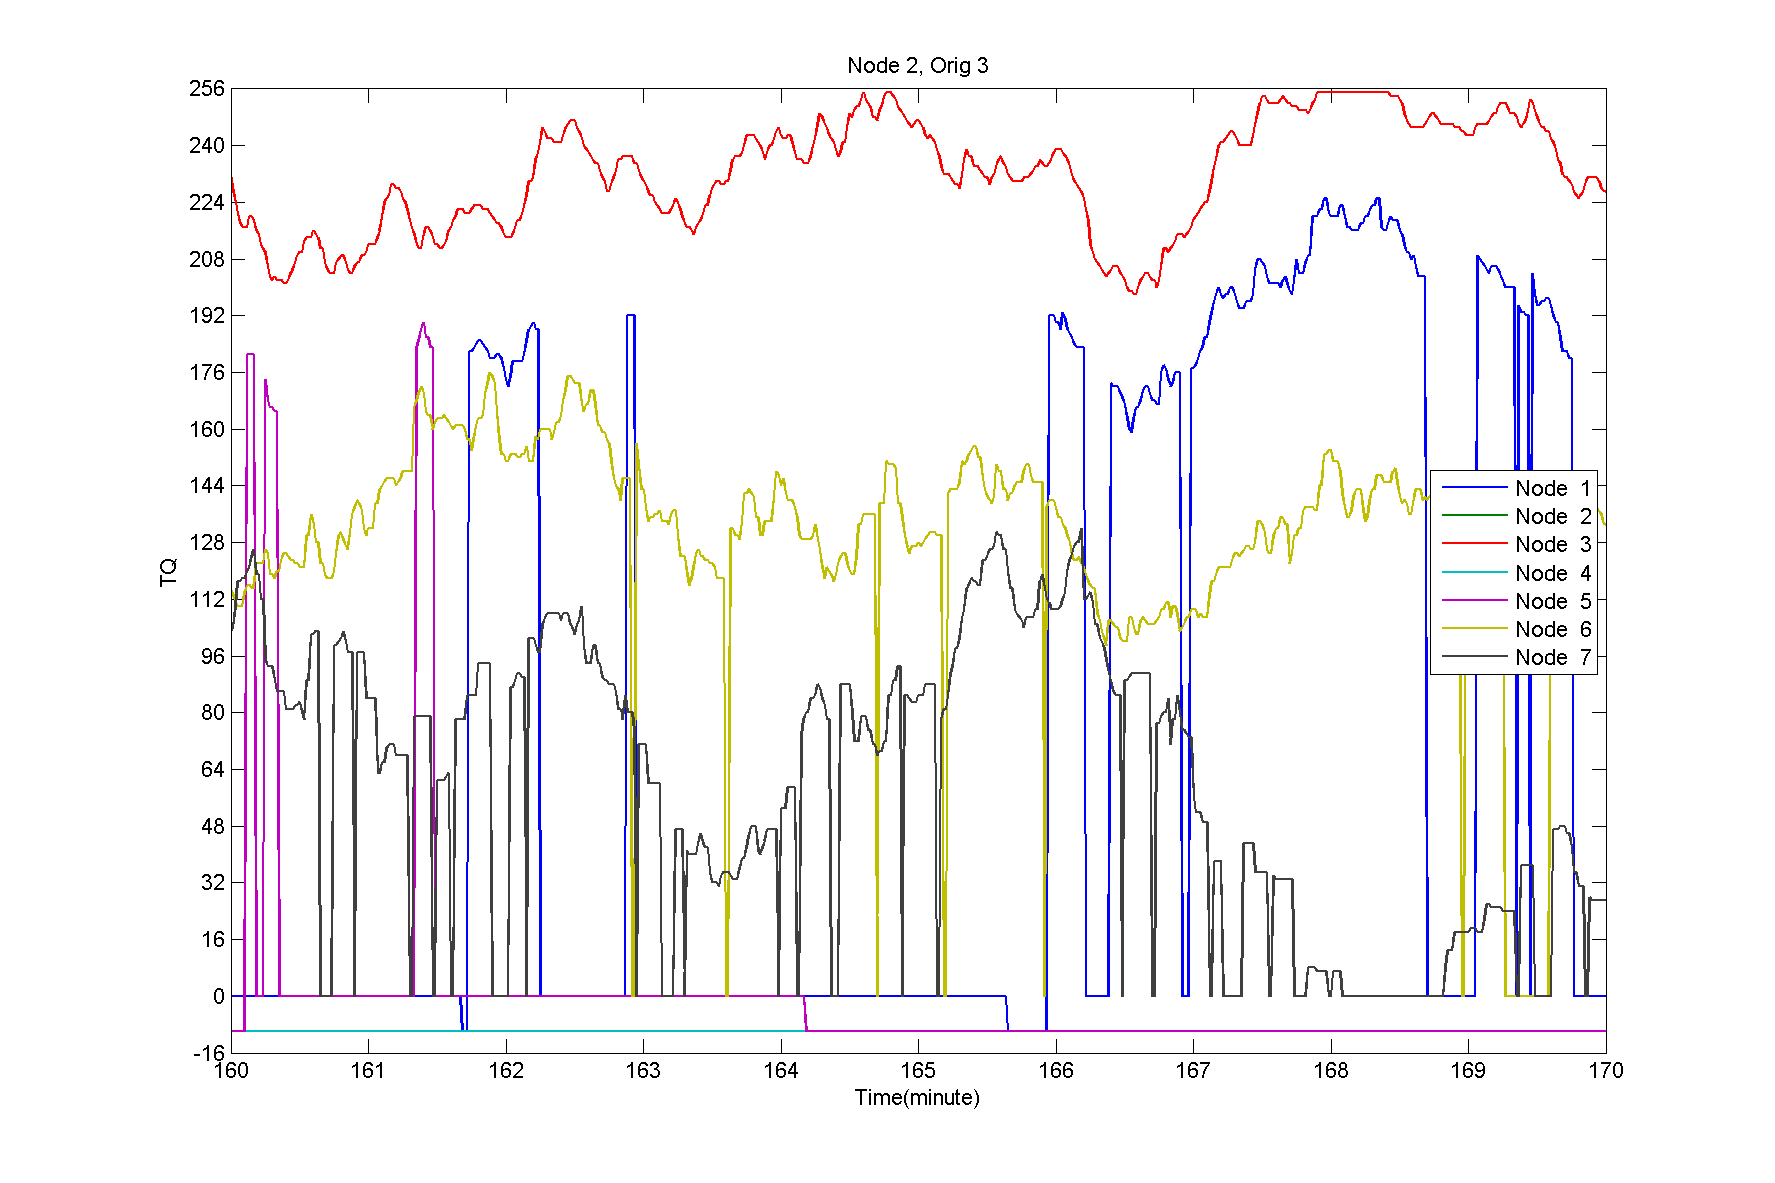 Node 2, Orig 3
256
240
224
208
192
176
160
144
128
112
96
80
64
48
32
16
0
-16
TQ
160 161 162 163 164 165 166 167 168 169 170
Time(minute)
Node 1
Node 2
Node 3
Node 4
Node 5
Node 6
Node 7